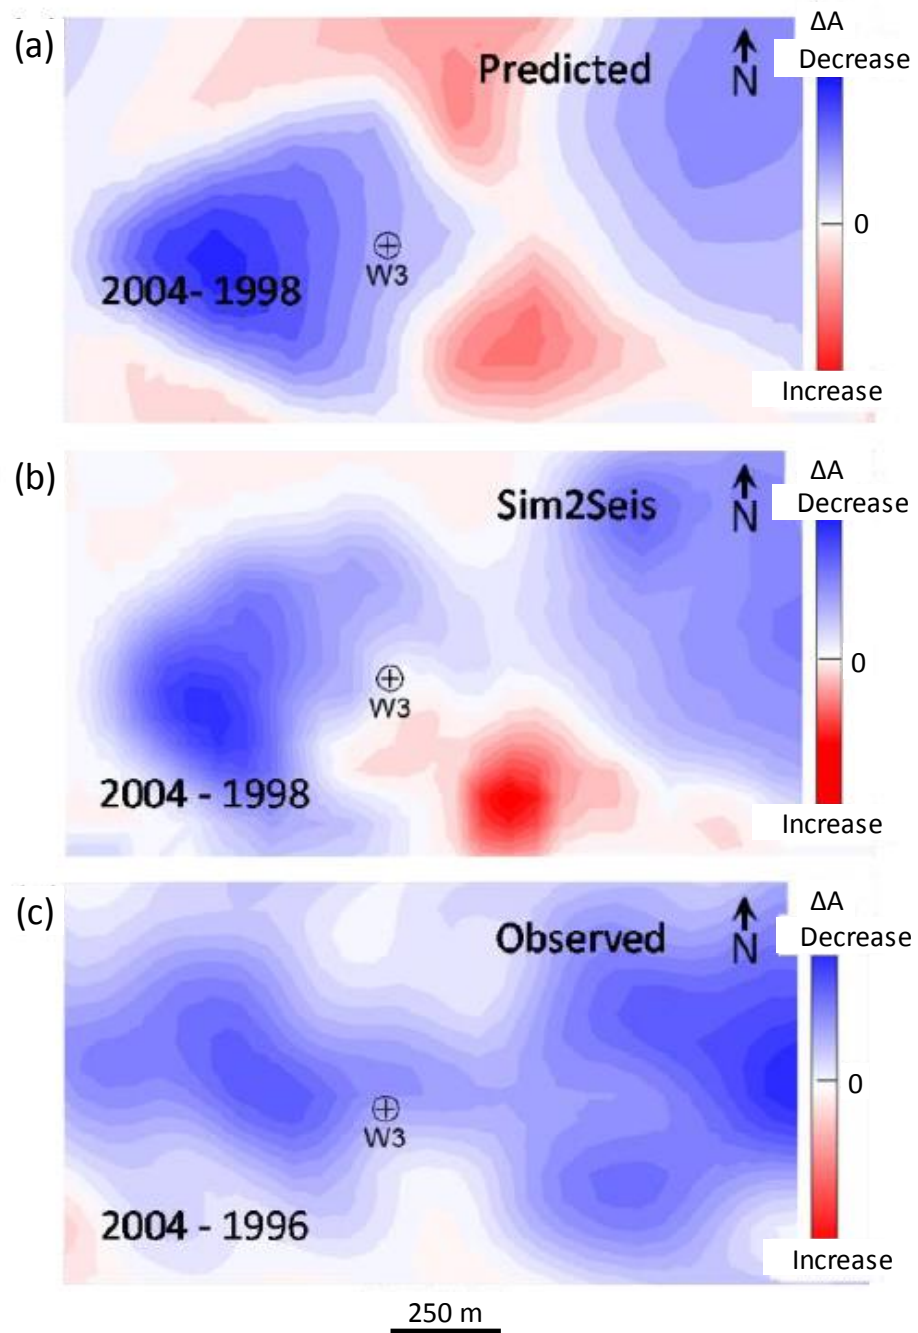 (a)
Predicted
N
ΔA
Decrease
0
Increase
W3
2004- 1998
(b)
Sim2Seis
N
ΔA
Decrease
0
Increase
W3
2004 - 1998
(c)
Observed
N
ΔA
Decrease
0
Increase
W3
2004 - 1996
250 m